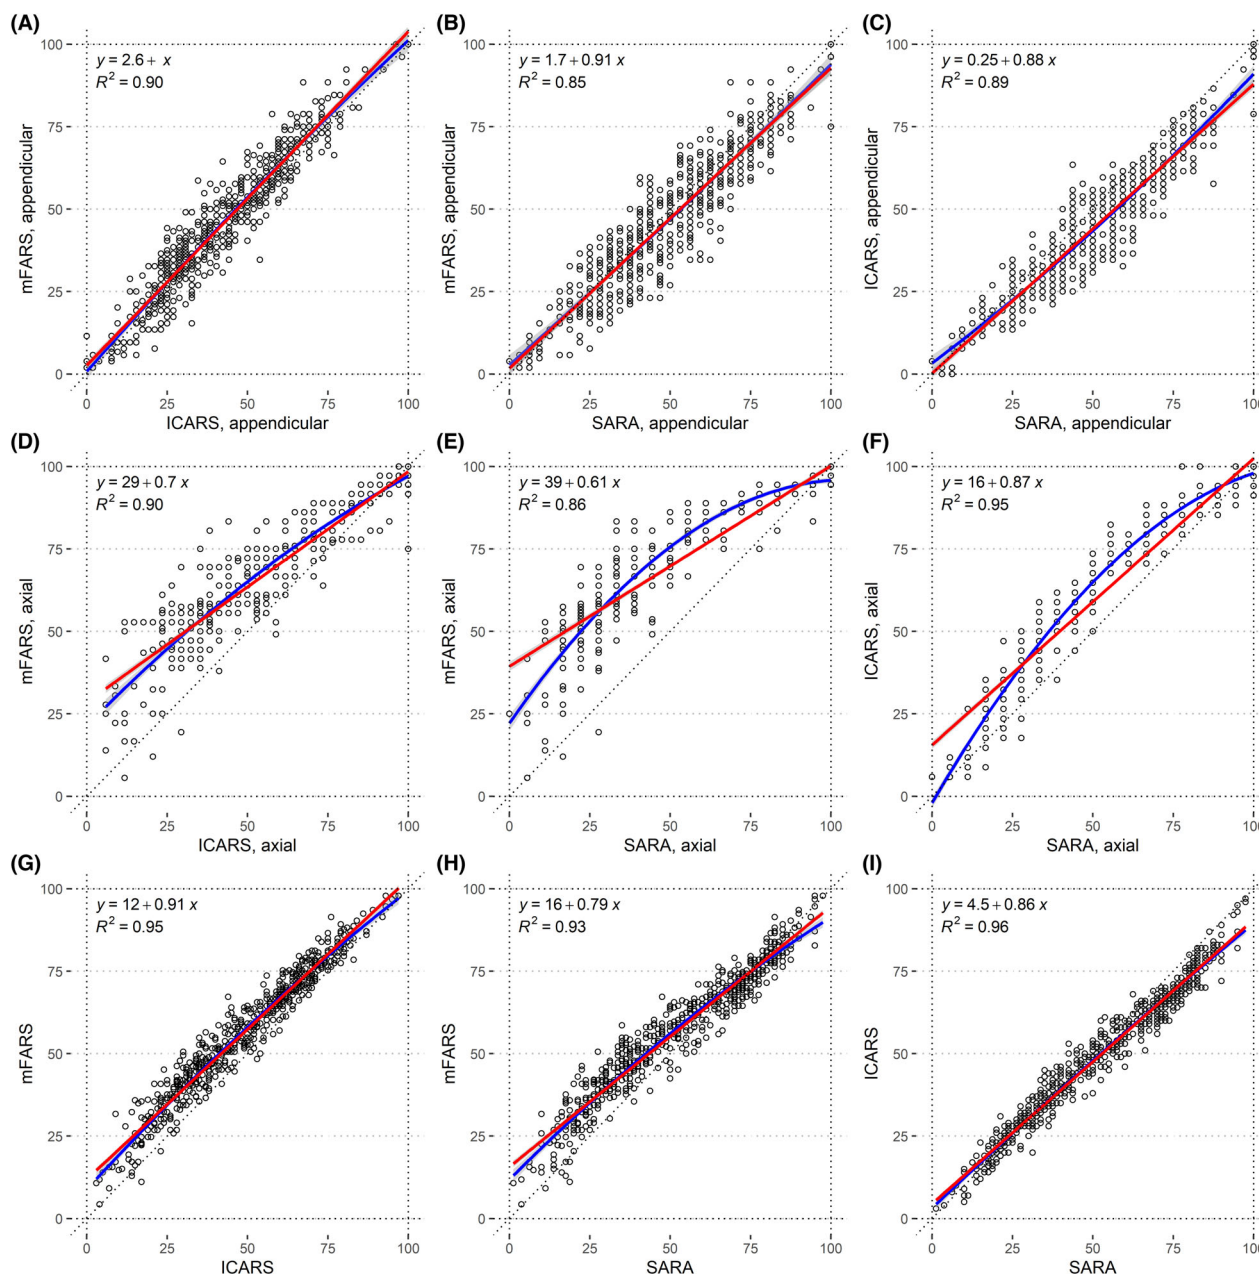 (A)
y = 2.6 + x
R² = 0.90
100
75
50
25
0
mFARS, appendicular
0 25 50 75 100
ICARS, appendicular
(B)
y = 1.7 + 0.91 x
R² = 0.85
100
75
50
25
0
mFARS, appendicular
0 25 50 75 100
SARA, appendicular
(C)
y = 0.25 + 0.88 x
R² = 0.89
100
75
50
25
0
ICARS, appendicular
0 25 50 75 100
SARA, appendicular
(D)
y = 29 + 0.7 x
R² = 0.90
100
75
50
25
0
mFARS, axial
0 25 50 75 100
ICARS, axial
(E)
y = 39 + 0.61 x
R² = 0.86
100
75
50
25
0
mFARS, axial
0 25 50 75 100
SARA, axial
(F)
y = 16 + 0.87 x
R² = 0.95
100
75
50
25
0
ICARS, axial
0 25 50 75 100
SARA, axial
(G)
y = 12 + 0.91 x
R² = 0.95
100
75
50
25
0
mFARS
0 25 50 75 100
ICARS
(H)
y = 16 + 0.79 x
R² = 0.93
100
75
50
25
0
mFARS
0 25 50 75 100
SARA
(I)
y = 4.5 + 0.86 x
R² = 0.96
100
75
50
25
0
ICARS
0 25 50 75 100
SARA